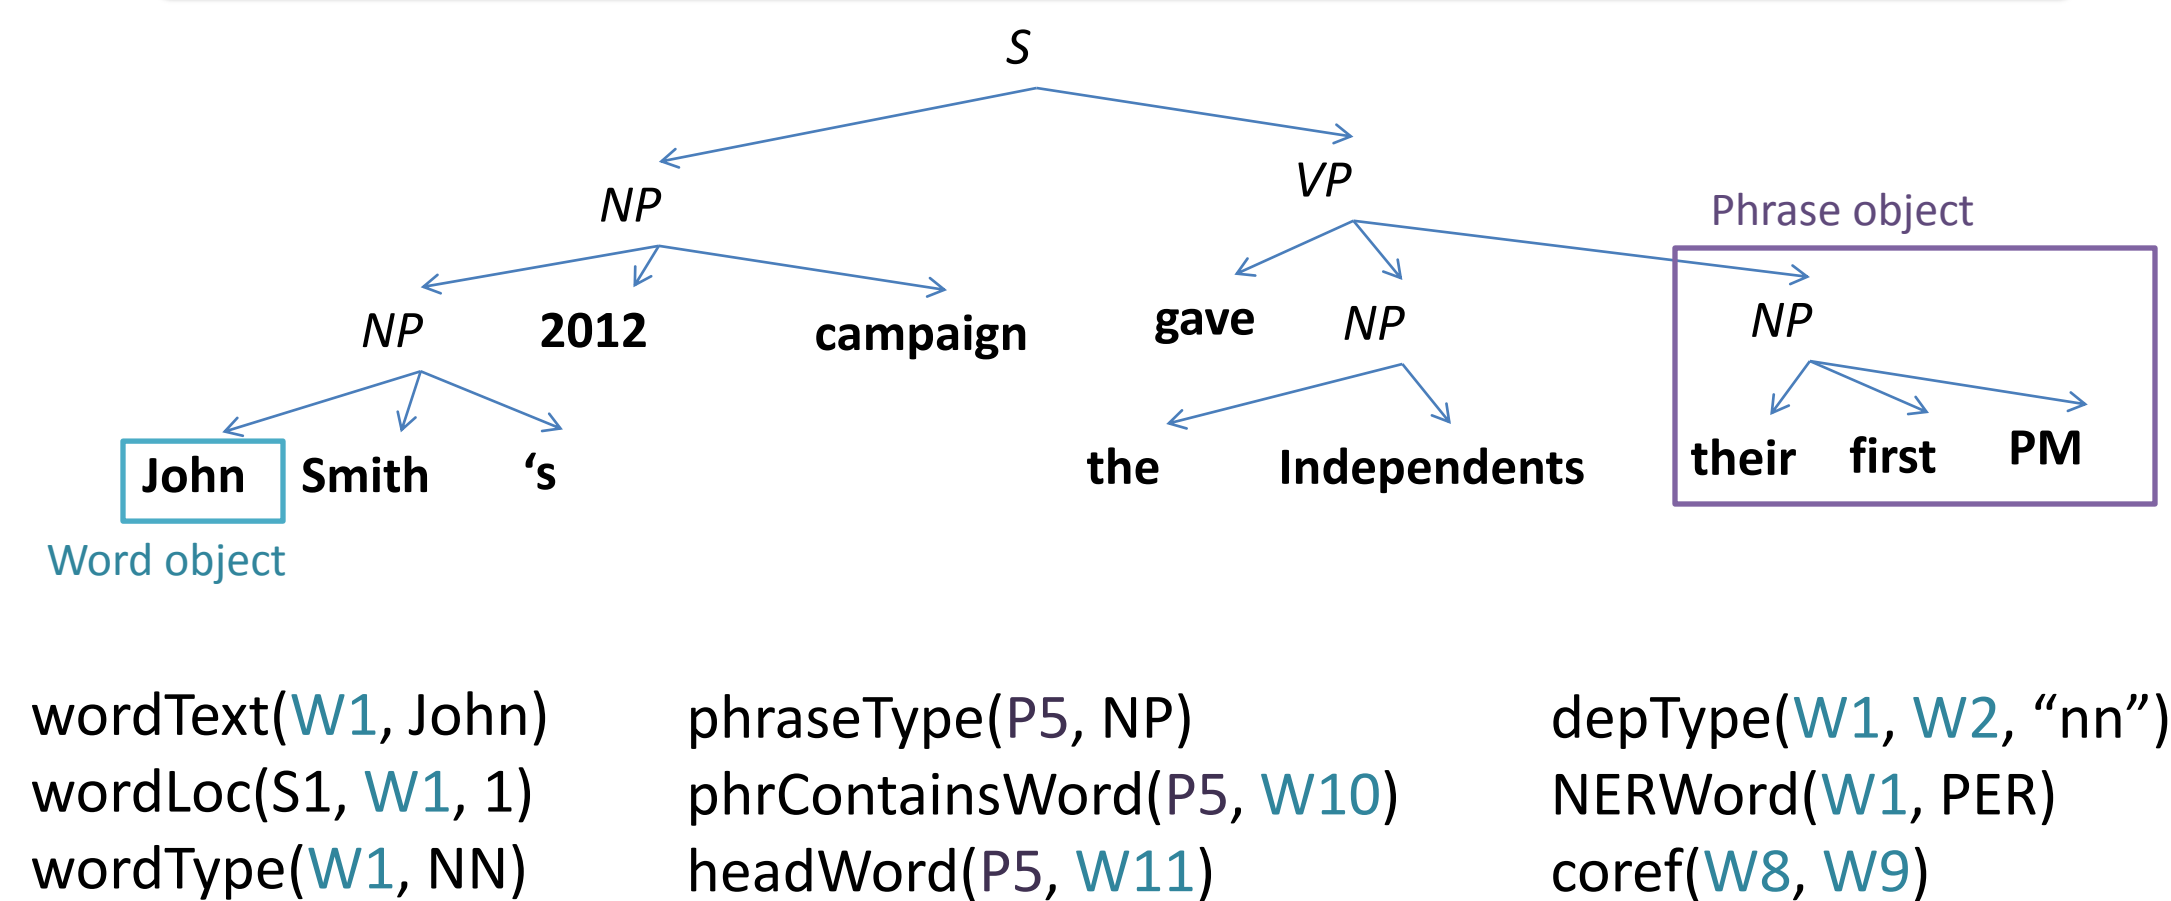 S
NP
VP
Phrase object
NP 2012 campaign gave NP NP
John Smith ‘s the Independents their first PM
Word object
wordText(W1, John) phraseType(P5, NP) depType(W1, W2, “nn”)
wordLoc(S1, W1, 1) phrContainsWord(P5, W10) NERWord(W1, PER)
wordType(W1, NN) headWord(P5, W11) coref(W8, W9)